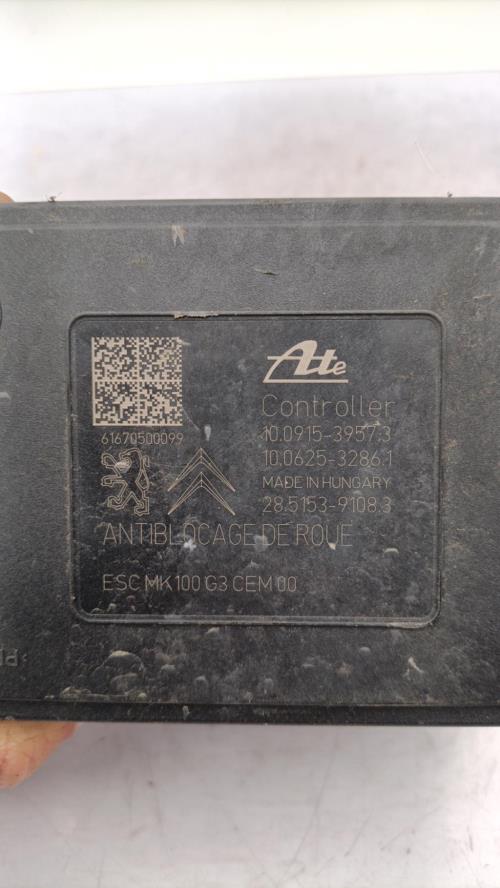 Ate
Controller
61670500099
10.0915-3957.3
10.0625-3286.1
MADE IN HUNGARY
28.5153-9108.3
ANTIBLOCAGE DE ROUE
ESC MK100 G3 CEM 00